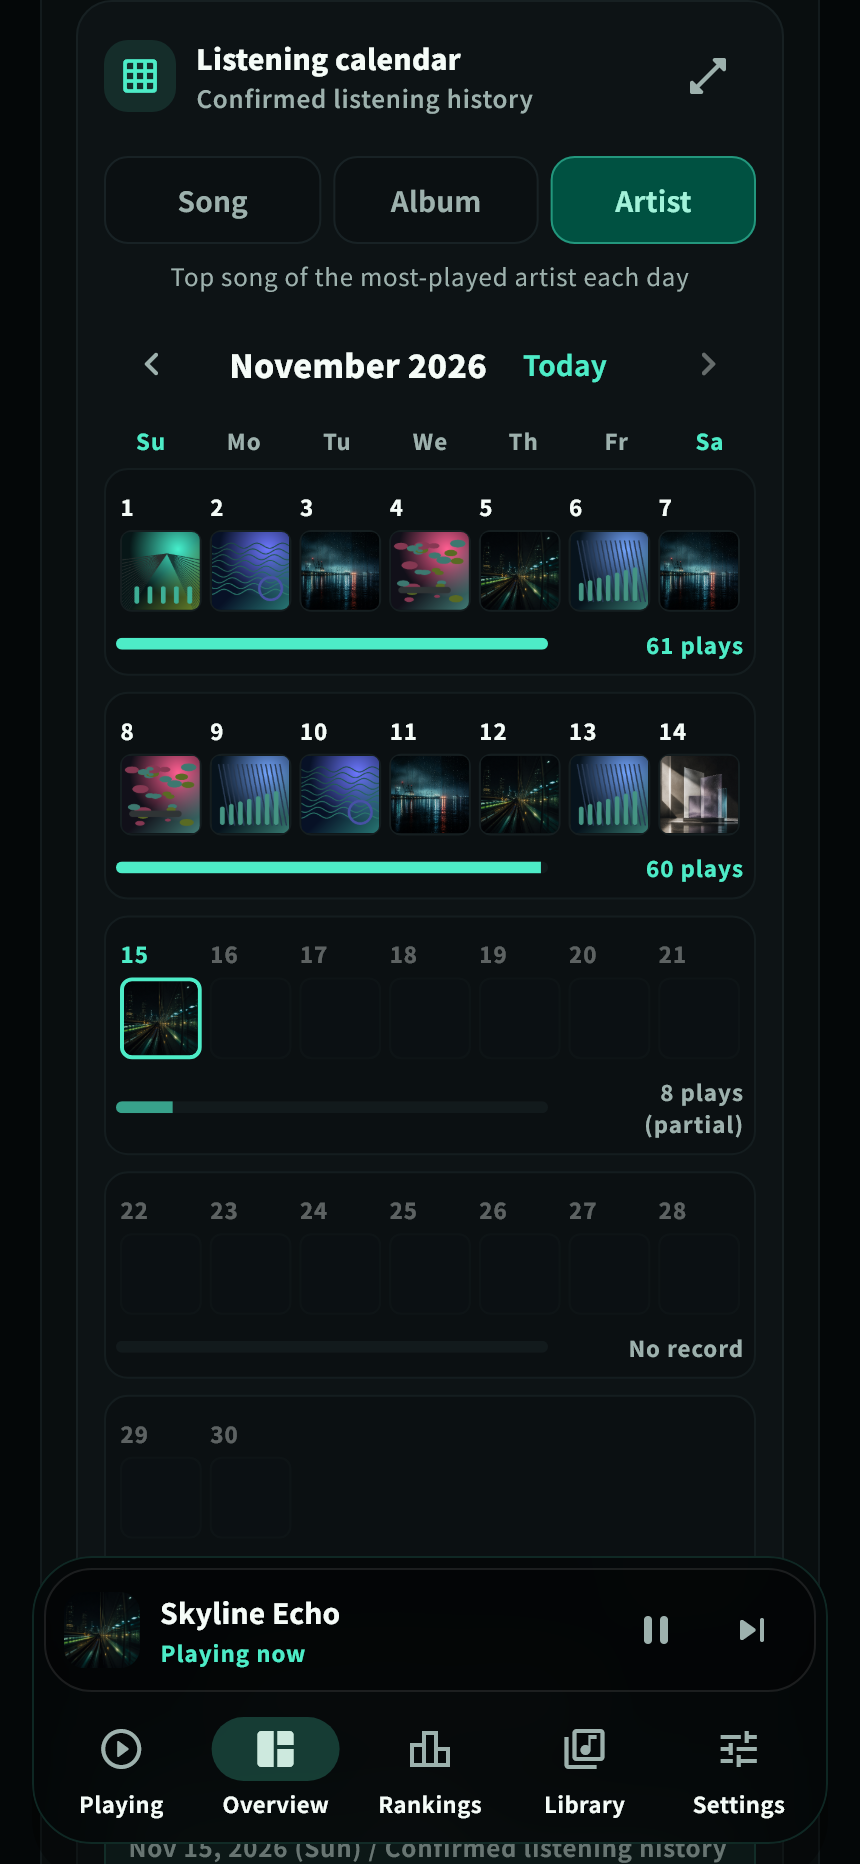 Listening calendar
Confirmed listening history
Song Album Artist
Top song of the most-played artist each day
November 2026 Today
Su Mo Tu We Th Fr Sa
1 2 3 4 5 6 7
61 plays
8 9 10 11 12 13 14
60 plays
15 16 17 18 19 20 21
8 plays
(partial)
22 23 24 25 26 27 28
No record
29 30
Skyline Echo
Playing now
Playing Overview Rankings Library Settings
Nov 15, 2026 (Sun) / Confirmed listening history